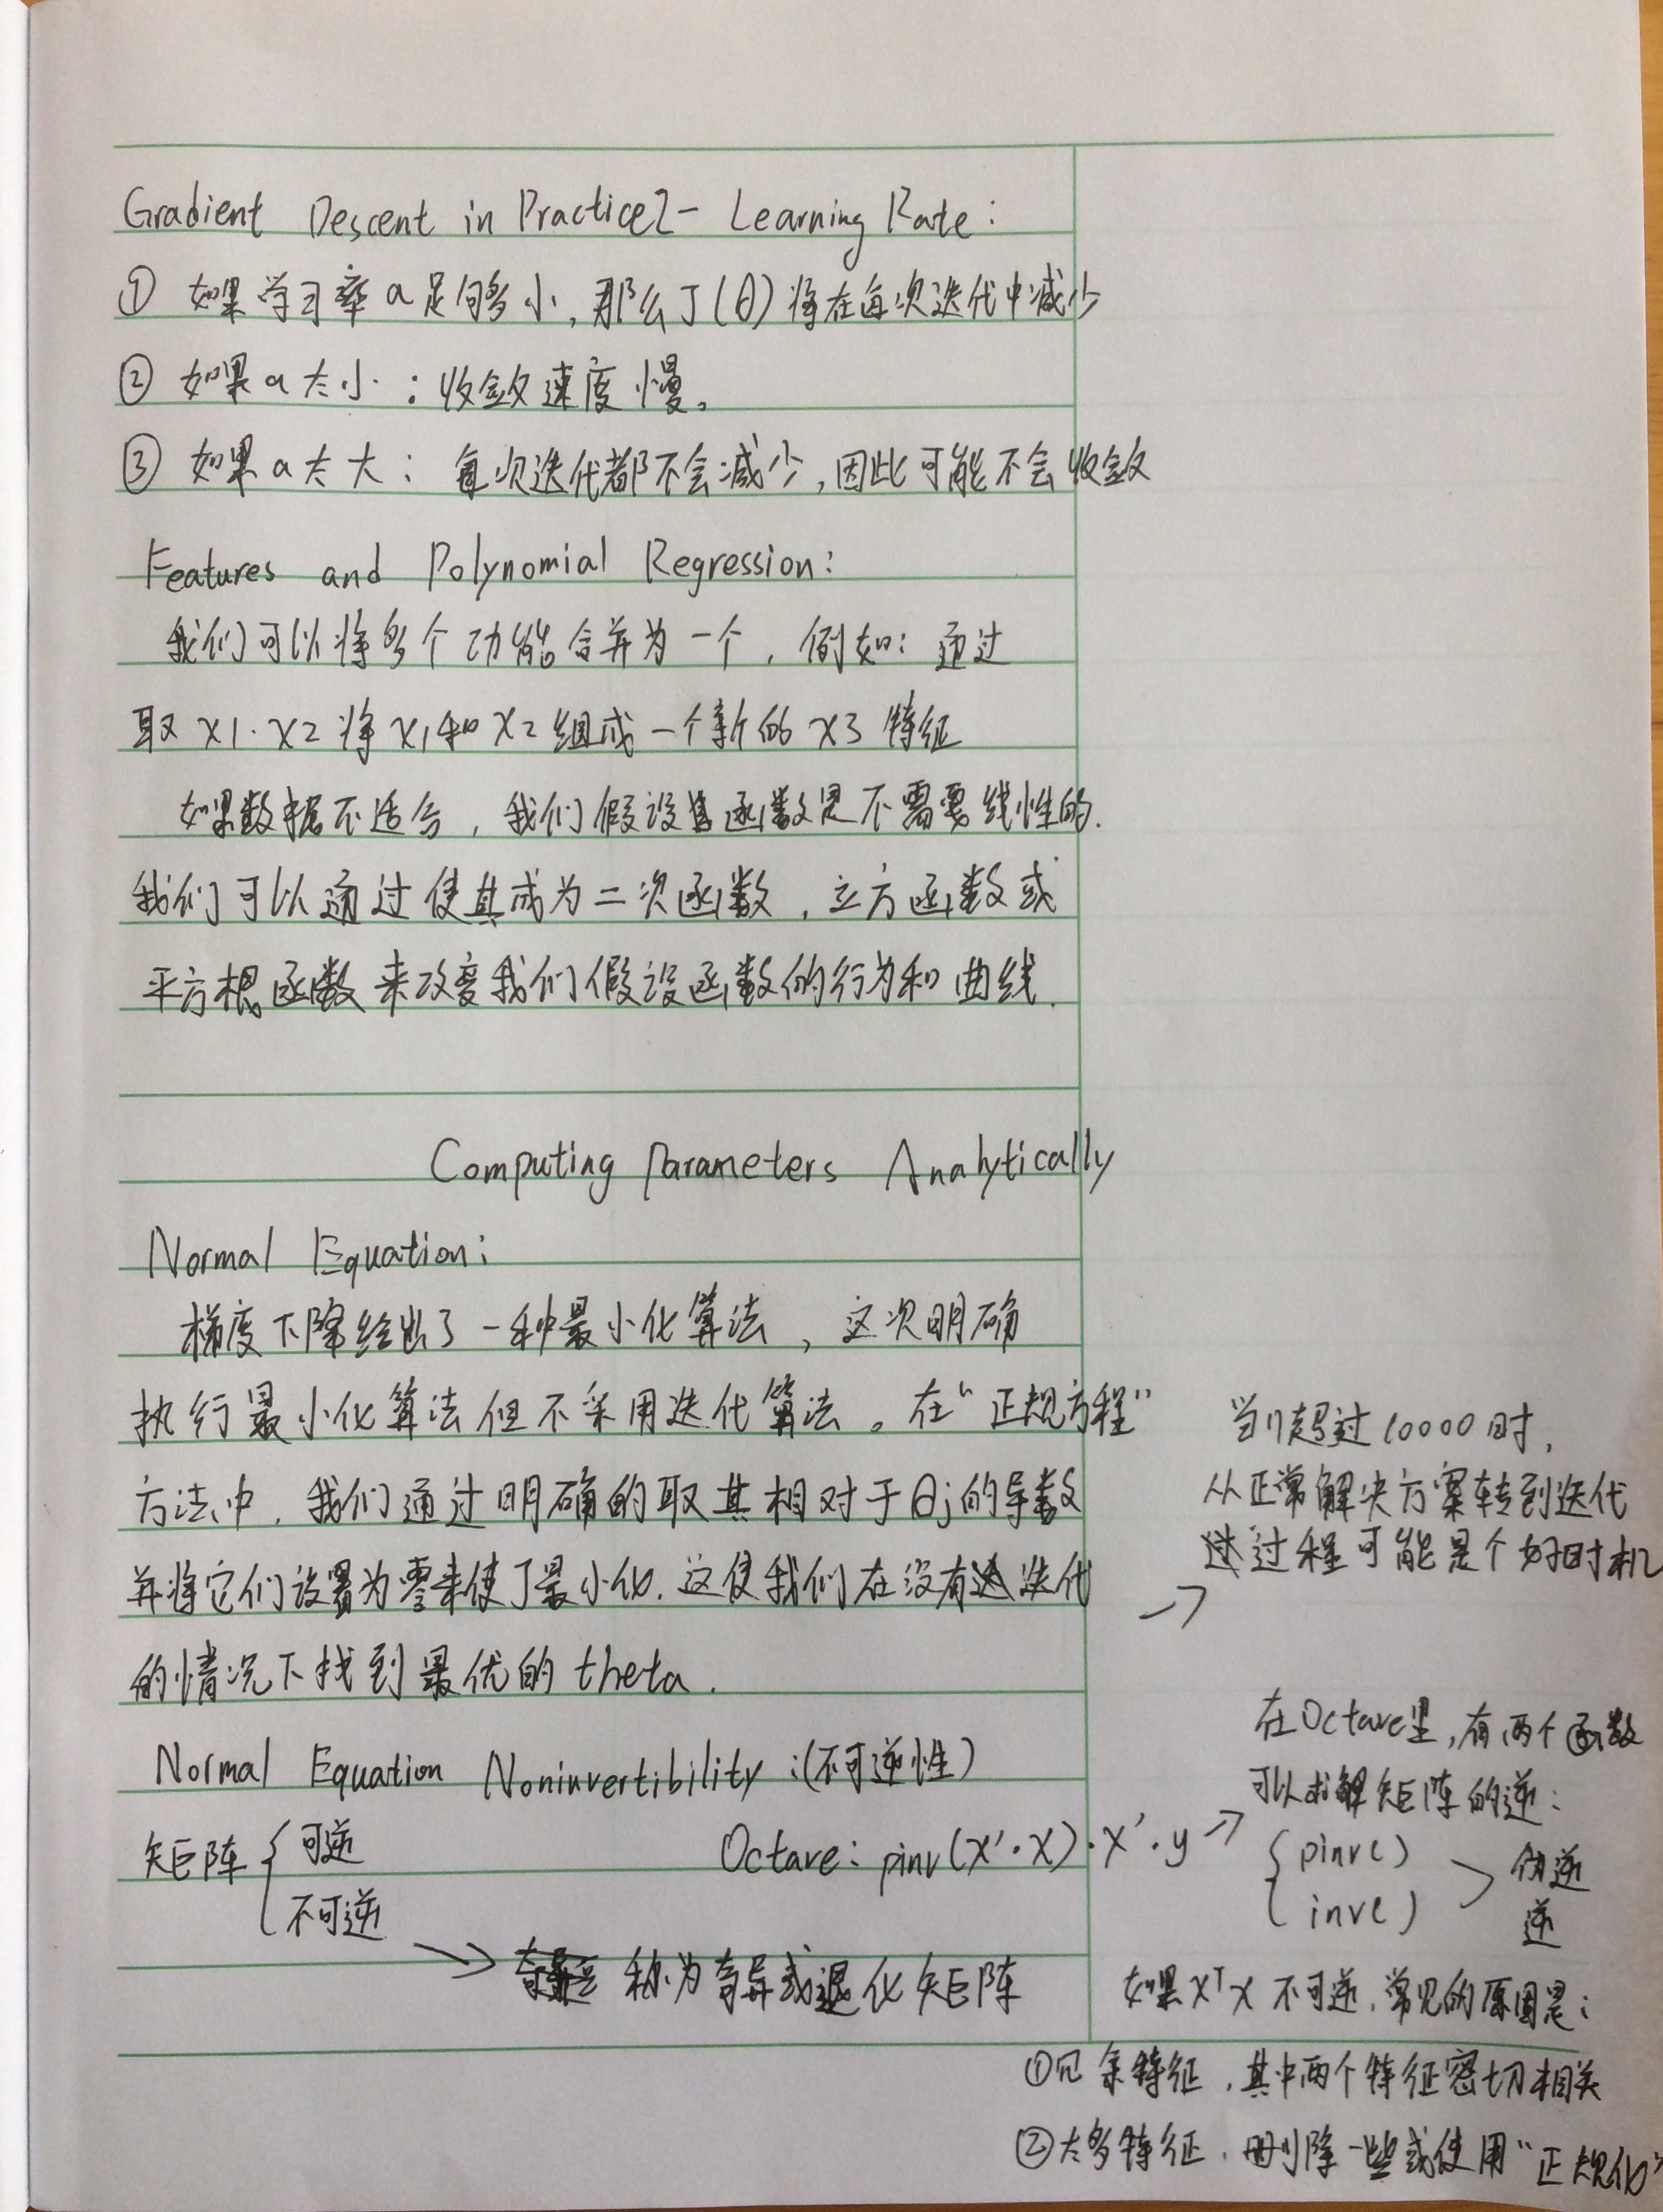 Gradient Descent in Practice2- Learning Rate:
① 如果学习率α足够小,那么J(θ)将在每次迭代中减少
② 如果α太小:收敛速度慢。
③ 如果α太大:每次迭代都不会减少,因此可能不会收敛
Features and Polynomial Regression:
我们可以将多个功能合并为一个,例如:通过
取x1·x2将x1和x2组成一个新的x3特征
如果数据不适合,我们假设函数是不需要线性的.
我们可以通过使其成为二次函数,立方函数或
平方根函数来改变我们假设函数的行为和曲线.
Computing Parameters Analytically
Normal Equation:
梯度下降给出了一种最小化算法,这次明确
执行最小化算法但不采用迭代算法。在“正规方程”
方法中,我们通过明确的取其相对于θj的导数
并将它们设置为零来使J最小化.这使我们在没有迭代
的情况下找到最优的theta.
当n超过10000时,
从正常解决方案转到迭代
过程可能是个好时机
→
Normal Equation Noninvertibility:(不可逆性)
矩阵{可逆
不可逆
Octare: pinv(X'·X)·X'·y →
→ 称为奇异或退化矩阵
在Octave里,有两个函数
可以求解矩阵的逆:
{pinv() > 伪逆
inv() 逆
如果XᵀX不可逆,常见的原因是:
①冗余特征,其中两个特征密切相关
②太多特征,删除一些或使用“正规化”